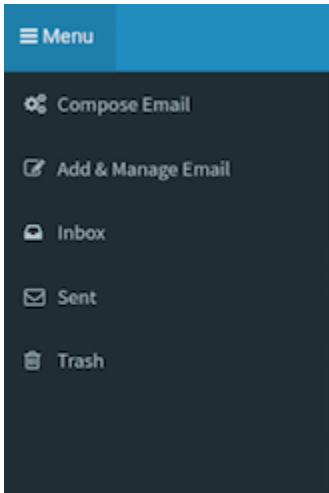 Menu
Compose Email
Add & Manage Email
Inbox
Sent
Trash